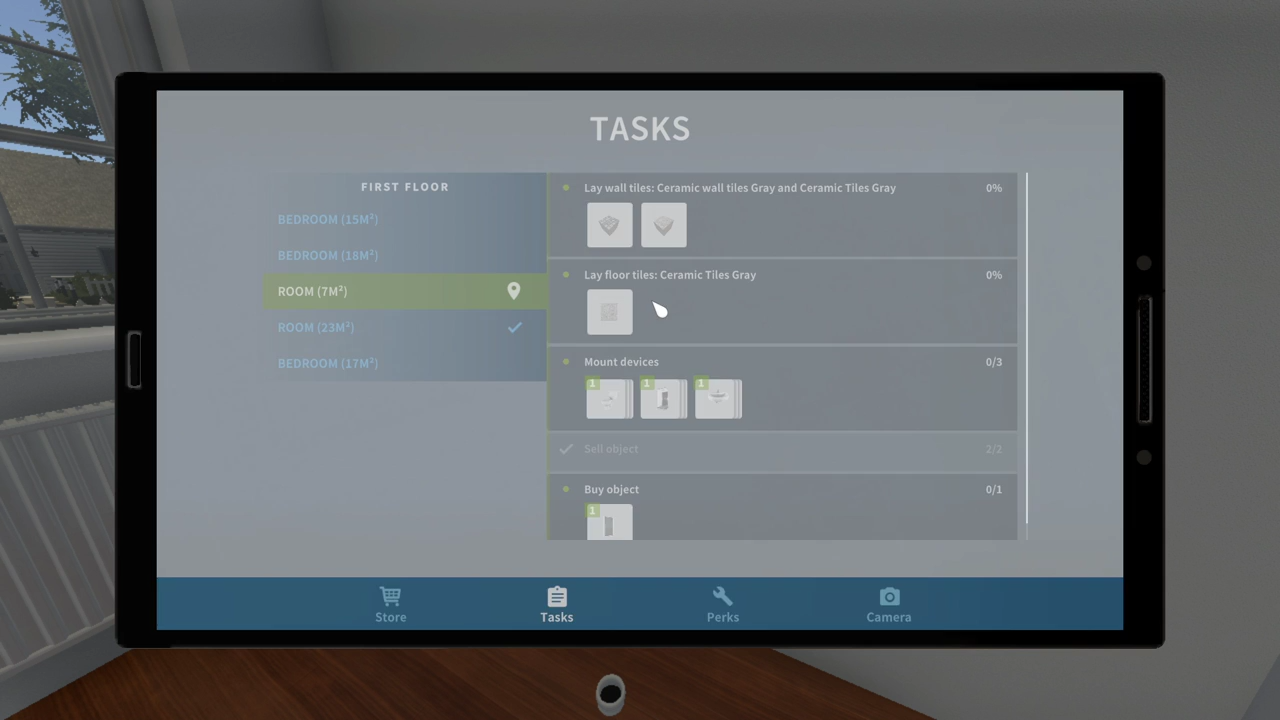 TASKS
FIRST FLOOR
BEDROOM (15M²)
BEDROOM (18M²)
ROOM (7M²)
ROOM (23M²)
BEDROOM (17M²)
Lay wall tiles: Ceramic wall tiles Gray and Ceramic Tiles Gray 0%
Lay floor tiles: Ceramic Tiles Gray 0%
Mount devices 0/3
1 1 1
Sell object 2/2
Buy object 0/1
1
Store Tasks Perks Camera